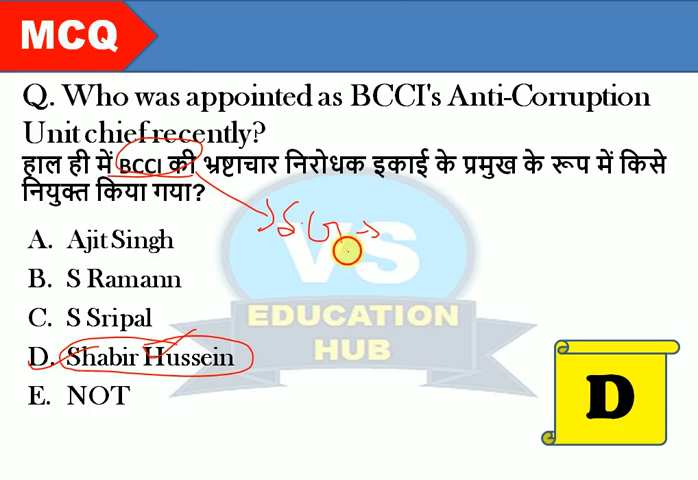 MCQ
Q. Who was appointed as BCCI's Anti-Corruption
Unit chief recently?
हाल ही में BCCI की भ्रष्टाचार निरोधक इकाई के प्रमुख के रूप में किसे
नियुक्त किया गया?
A. Ajit Singh
B. S Ramann
C. S Sripal
D. Shabir Hussein
E. NOT
VS
EDUCATION
HUB
D